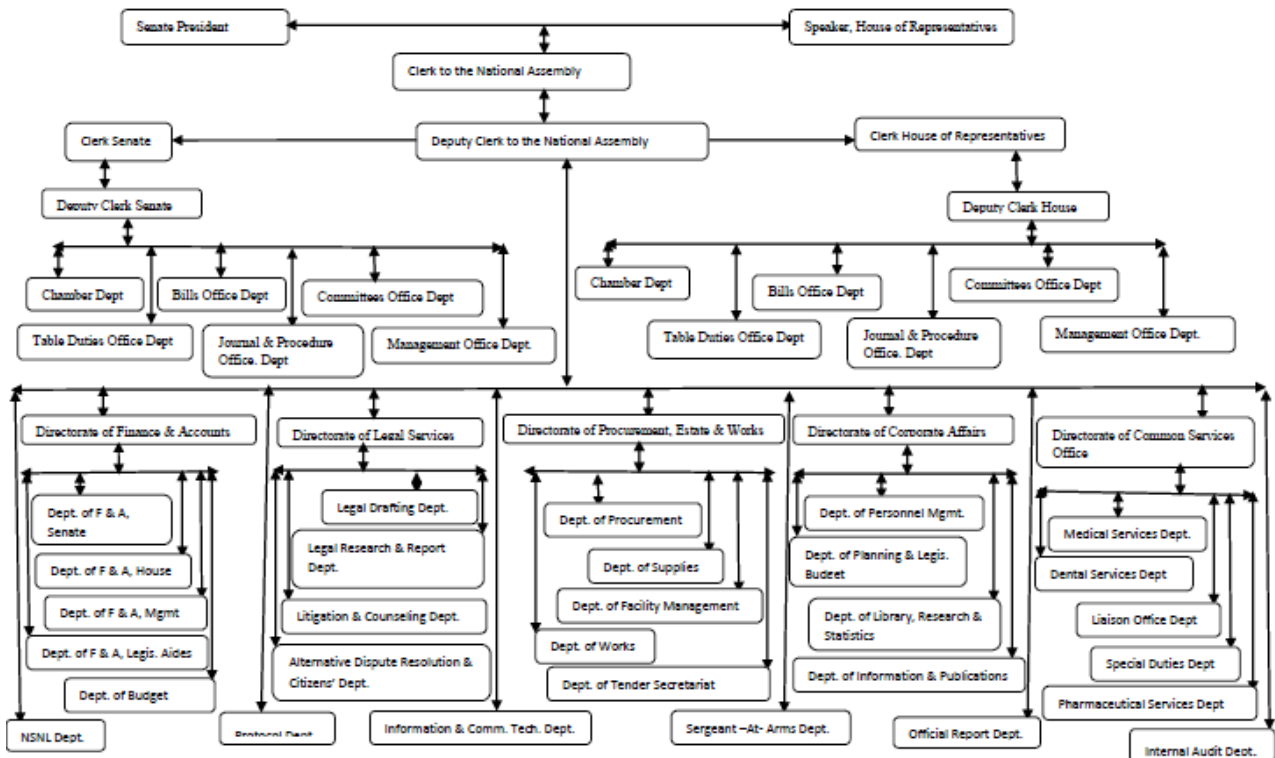 Senate President
Speaker, House of Representatives
Clerk to the National Assembly
Clerk Senate
Deputy Clerk to the National Assembly
Clerk House of Representatives
Deputy Clerk Senate
Deputy Clerk House
Chamber Dept
Bills Office Dept
Committees Office Dept
Table Duties Office Dept
Journal & Procedure
Office. Dept
Management Office Dept.
Chamber Dept
Bills Office Dept
Committees Office Dept
Table Duties Office Dept
Journal & Procedure
Office. Dept
Management Office Dept.
Directorate of Finance & Accounts
Directorate of Legal Services
Directorate of Procurement, Estate & Works
Directorate of Corporate Affairs
Directorate of Common Services
Office
Dept. of F & A,
Senate
Dept. of F & A, House
Dept. of F & A, Mgmt
Dept. of F & A, Legis. Aides
Dept. of Budget
Legal Drafting Dept.
Legal Research & Report
Dept.
Litigation & Counseling Dept.
Alternative Dispute Resolution &
Citizens' Dept.
Dept. of Procurement
Dept. of Supplies
Dept. of Facility Management
Dept. of Works
Dept. of Tender Secretariat
Dept. of Personnel Mgmt.
Dept. of Planning & Legis.
Budget
Dept. of Library, Research &
Statistics
Dept. of Information & Publications
Medical Services Dept.
Dental Services Dept
Liaison Office Dept
Special Duties Dept
Pharmaceutical Services Dept
NSNL Dept.
Protocol Dept
Information & Comm. Tech. Dept.
Sergeant –At- Arms Dept.
Official Report Dept.
Internal Audit Dept.